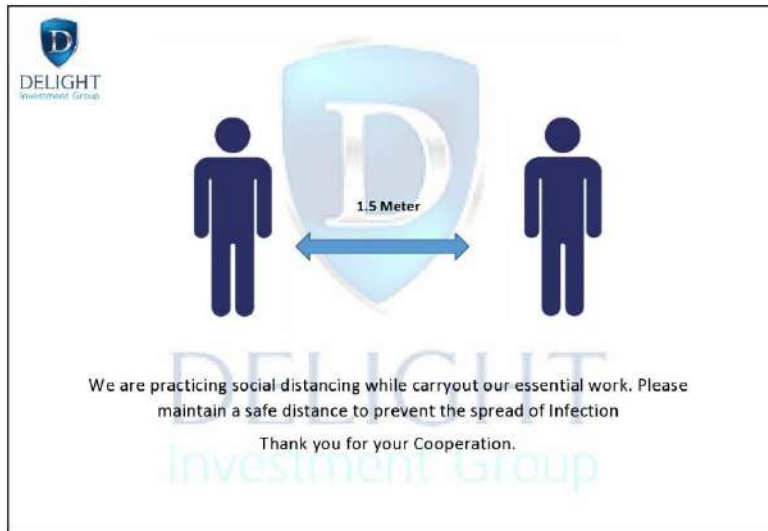 DELIGHT
Investment Group
1.5 Meter
We are practicing social distancing while carryout our essential work. Please
maintain a safe distance to prevent the spread of Infection
Thank you for your Cooperation.
DELIGHT
Investment Group